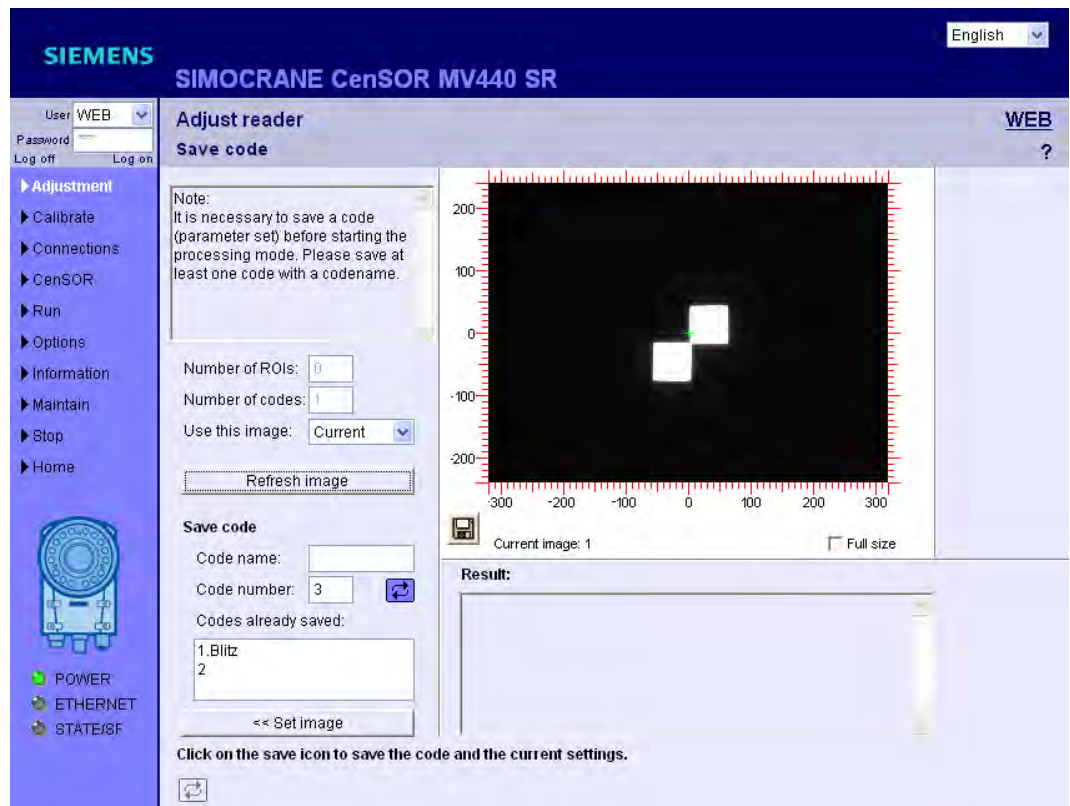 SIEMENS
English
SIMOCRANE CenSOR MV440 SR
User WEB
Password
Log off Log on
Adjust reader
WEB
Save code
?
Adjustment
Calibrate
Connections
CenSOR
Run
Options
Information
Maintain
Stop
Home
POWER
ETHERNET
STATE/SF
Note:
It is necessary to save a code
(parameter set) before starting the
processing mode. Please save at
least one code with a codename.
Number of ROIs: 0
Number of codes: 1
Use this image: Current
Refresh image
Save code
Code name:
Code number: 3
Codes already saved:
1.Blitz
2
<< Set image
200
100
0
-100
-200
-300 -200 -100 0 100 200 300
Current image: 1 Full size
Result:
Click on the save icon to save the code and the current settings.